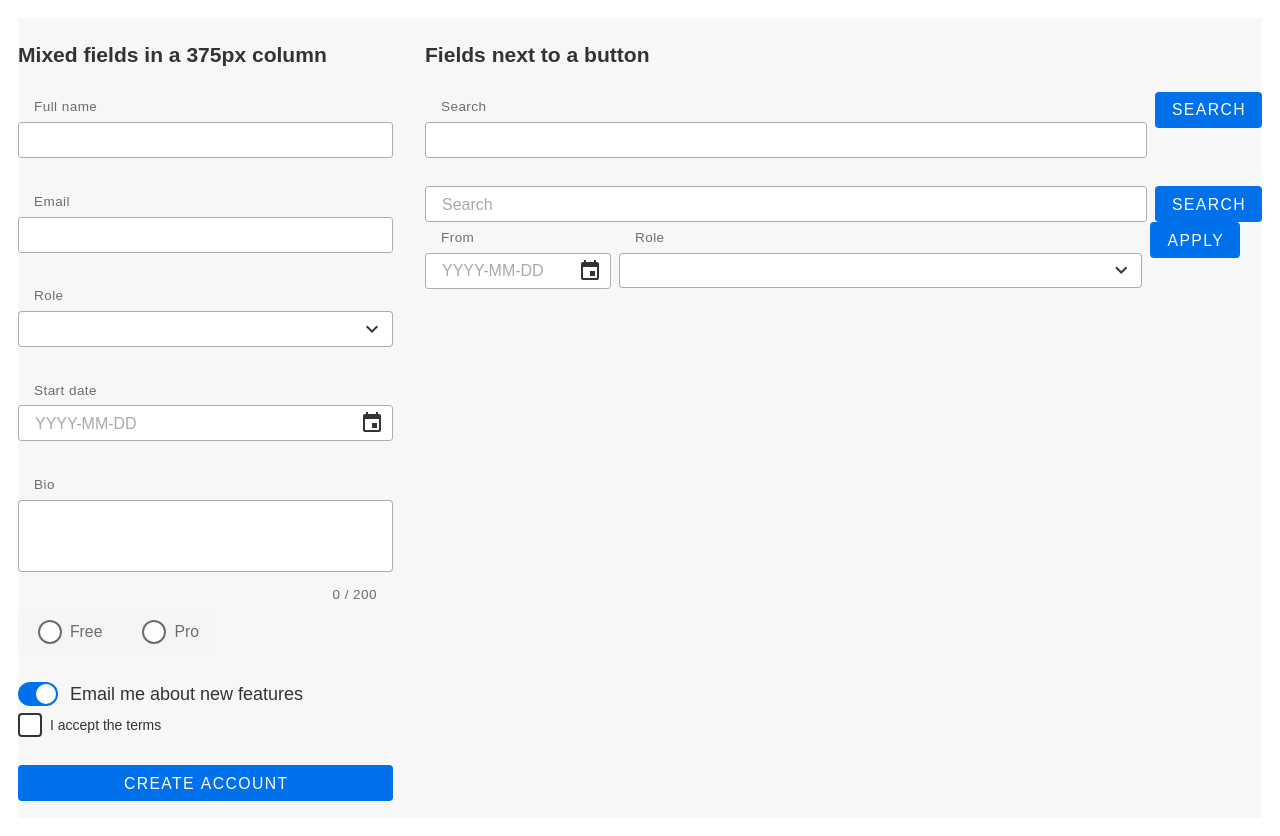 Mixed fields in a 375px column
Full name
Email
Role
Start date
YYYY-MM-DD
Bio
0 / 200
Free Pro
Email me about new features
I accept the terms
CREATE ACCOUNT
Fields next to a button
Search
SEARCH
Search
SEARCH
From Role
APPLY
YYYY-MM-DD